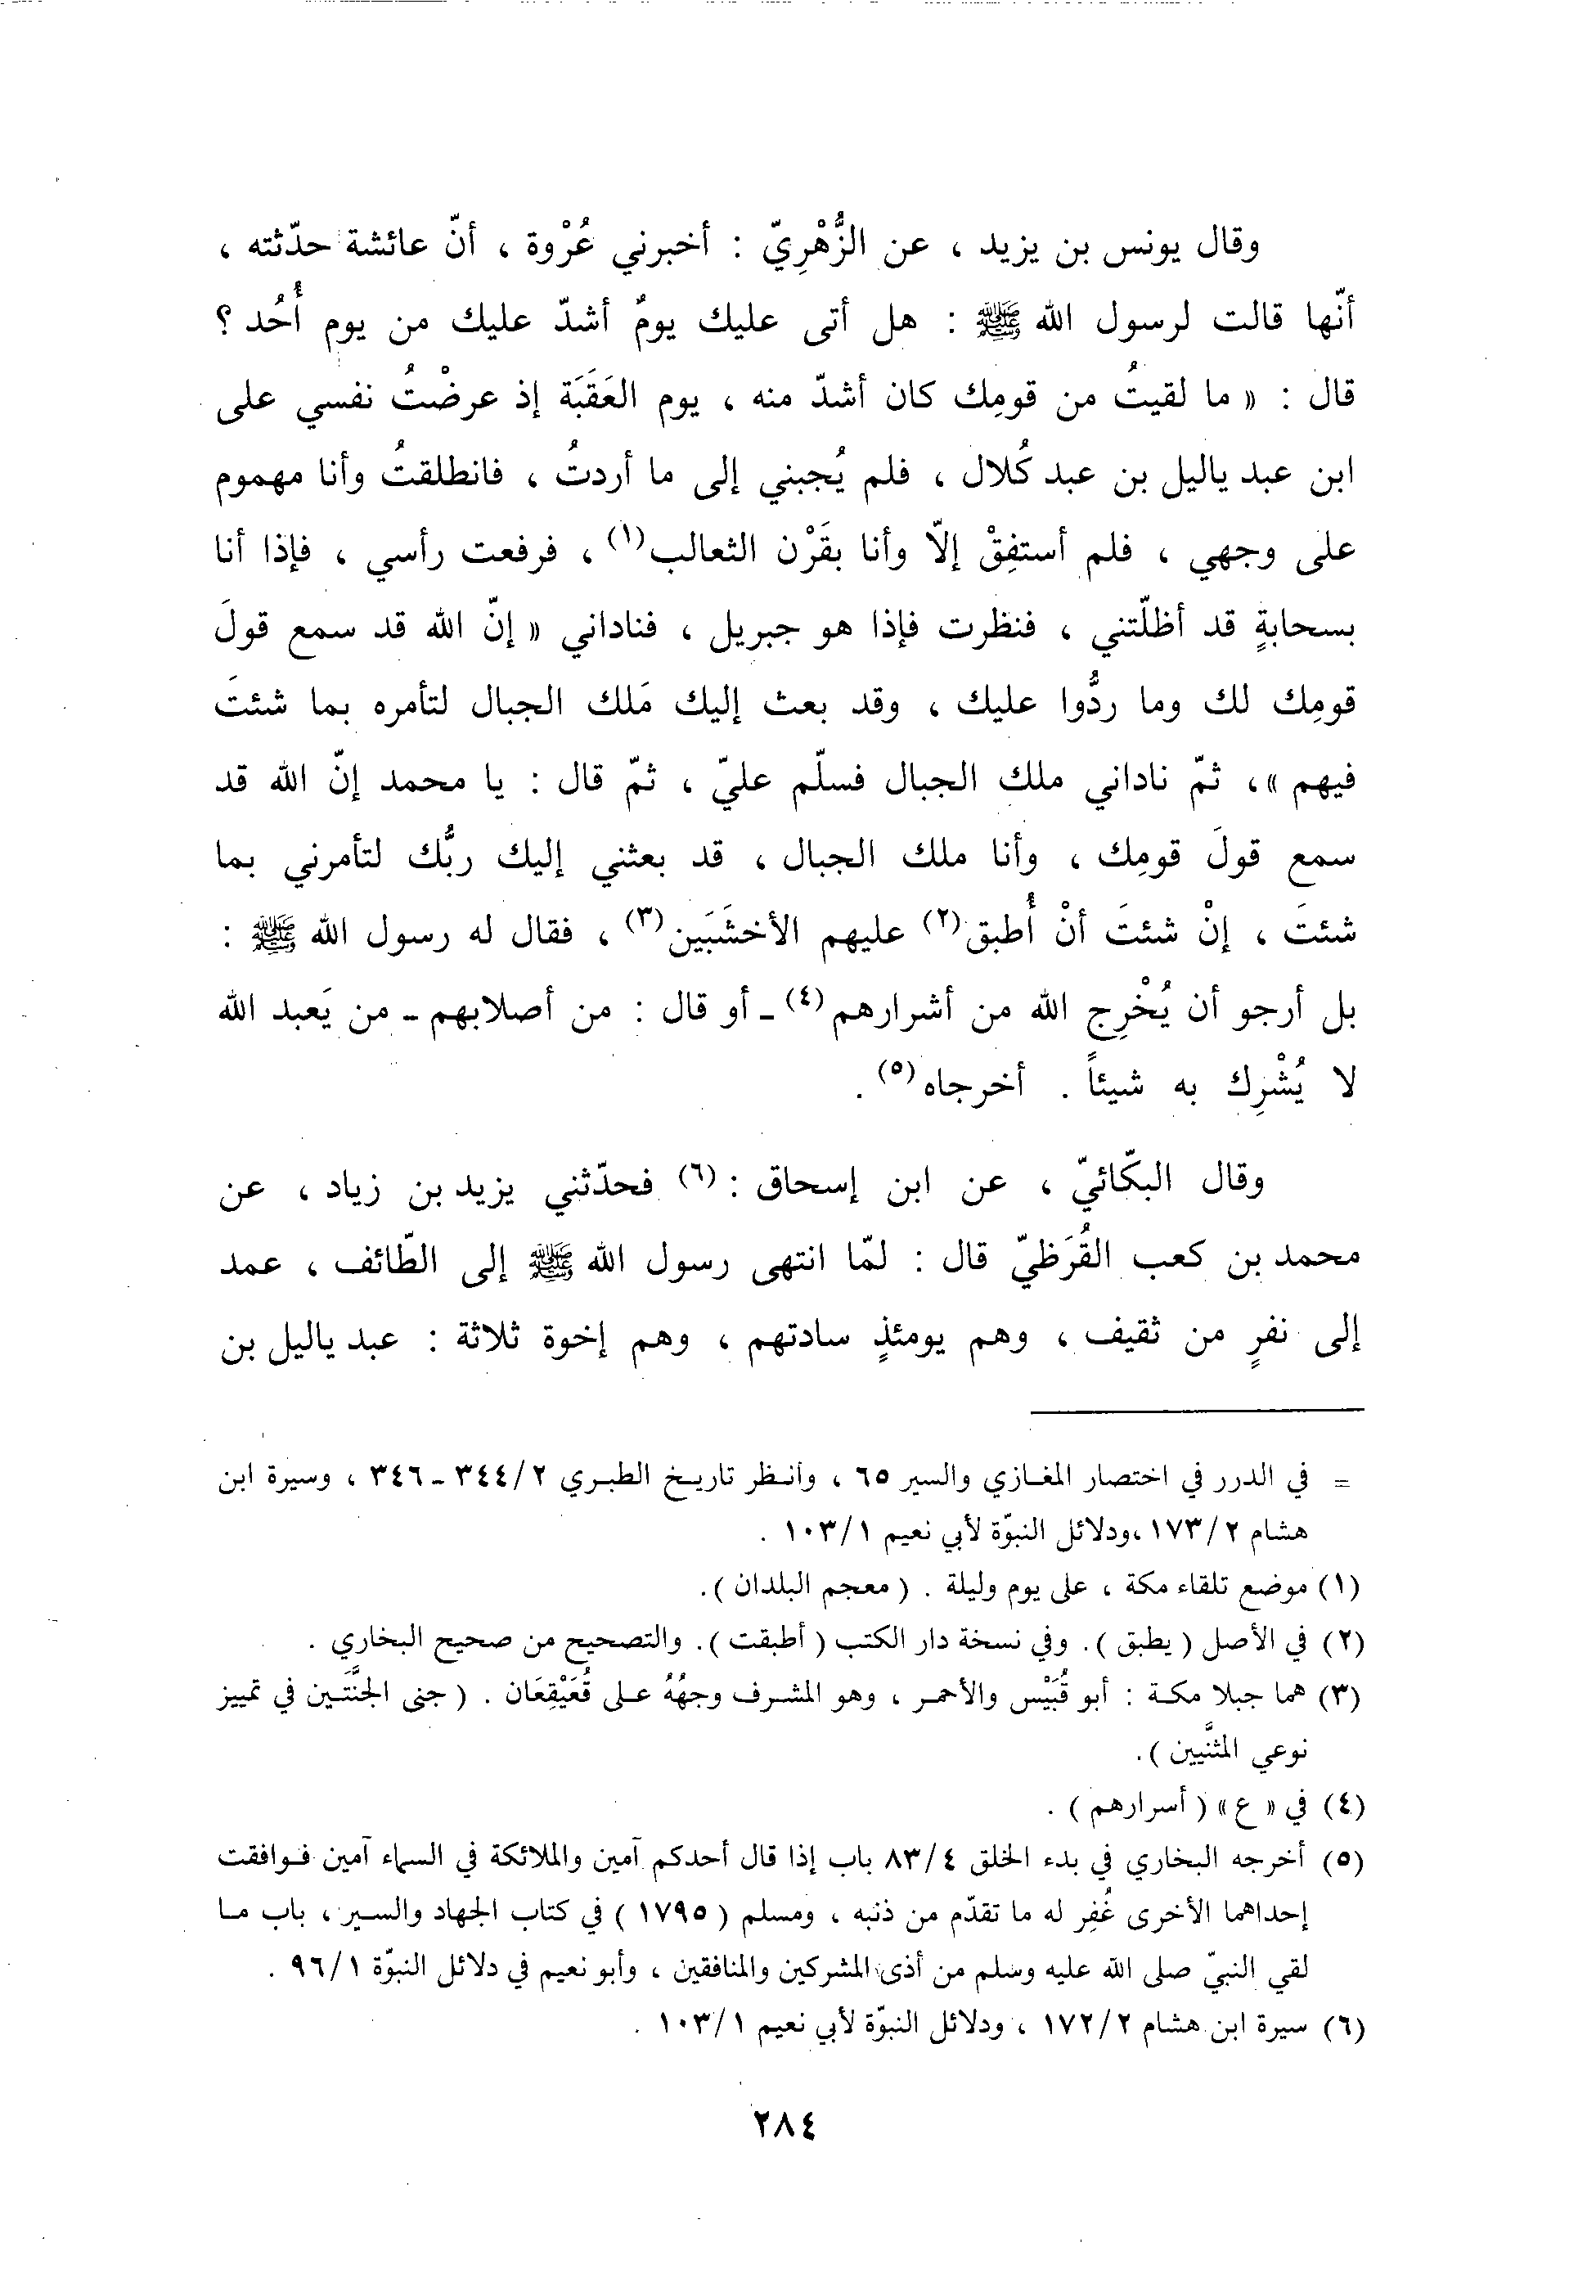 وقال يونس بن يزيد ، عن الزُّهْرِيّ : أخبرني عُرْوة ، أنّ عائشة حدّثته ،
أنّها قالت لرسول الله ﷺ : هل أتى عليك يومٌ أشدّ عليك من يوم أُحُد ؟
قال : « ما لقيتُ من قومِك كان أشدّ منه ، يوم العَقَبَة إذ عرضْتُ نفسي على
ابن عبد ياليل بن عبد كُلال ، فلم يُجبني إلى ما أردتُ ، فانطلقتُ وأنا مهموم
على وجهي ، فلم أستفِقْ إلّا وأنا بقَرْن الثعالب(١) ، فرفعت رأسي ، فإذا أنا
بسحابةٍ قد أظلّتني ، فنظرت فإذا هو جبريل ، فناداني « إنّ الله قد سمع قولَ
قومِك لك وما ردُّوا عليك ، وقد بعث إليك مَلك الجبال لتأمره بما شئتَ
فيهم »، ثمّ ناداني ملك الجبال فسلّم عليّ ، ثمّ قال : يا محمد إنّ الله قد
سمع قولَ قومِك ، وأنا ملك الجبال ، قد بعثني إليك ربُّك لتأمرني بما
شئتَ ، إنْ شئتَ أنْ أُطبق(٢) عليهم الأخشَبَين(٣) ، فقال له رسول الله ﷺ :
بل أرجو أن يُخْرِج الله من أشرارهم(٤) ـ أو قال : من أصلابهم ـ من يَعبد الله
لا يُشْرِك به شيئاً . أخرجاه(٥) .
وقال البكّائيّ ، عن ابن إسحاق :(٦) فحدّثني يزيد بن زياد ، عن
محمد بن كعب القُرَظيّ قال : لمّا انتهى رسول الله ﷺ إلى الطّائف ، عمد
إلى نفرٍ من ثقيف ، وهم يومئذٍ سادتهم ، وهم إخوة ثلاثة : عبد ياليل بن
= في الدرر في اختصار المغازي والسير ٦٥ ، وانظر تاريخ الطبري ٢/ ٣٤٤ ـ ٣٤٦ ، وسيرة ابن
هشام ٢/ ١٧٣ ،ودلائل النبوّة لأبي نعيم ١/ ١٠٣ .
(١) موضع تلقاء مكة ، على يوم وليلة . ( معجم البلدان ).
(٢) في الأصل ( يطبق ). وفي نسخة دار الكتب ( أطبقت ). والتصحيح من صحيح البخاري .
(٣) هما جبلا مكة : أبو قُبَيْس والأحمر ، وهو المشرف وجهُهُ على قُعَيْقِعَان . ( جنى الجنَّتَين في تمييز
نوعي المثنَّيين ).
(٤) في « ع » ( أسرارهم ) .
(٥) أخرجه البخاري في بدء الخلق ٤/ ٨٣ باب إذا قال أحدكم آمين والملائكة في السماء آمين فوافقت
إحداهما الأخرى غُفِر له ما تقدّم من ذنبه ، ومسلم ( ١٧٩٥ ) في كتاب الجهاد والسير ، باب ما
لقي النبيّ صلى الله عليه وسلم من أذى المشركين والمنافقين ، وأبو نعيم في دلائل النبوّة ١/ ٩٦ .
(٦) سيرة ابن هشام ٢/ ١٧٢ ، ودلائل النبوّة لأبي نعيم ١/ ١٠٣ .
٢٨٤